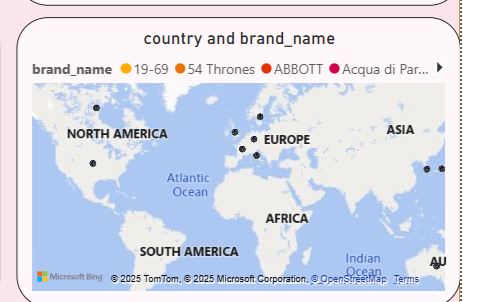 country and brand_name
brand_name 19-69 54 Thrones ABBOTT Acqua di Par...
NORTH AMERICA
EUROPE
ASIA
Atlantic
Ocean
AFRICA
SOUTH AMERICA
Indian
Ocean
AU
Microsoft Bing © 2025 TomTom, © 2025 Microsoft Corporation, © OpenStreetMap Terms